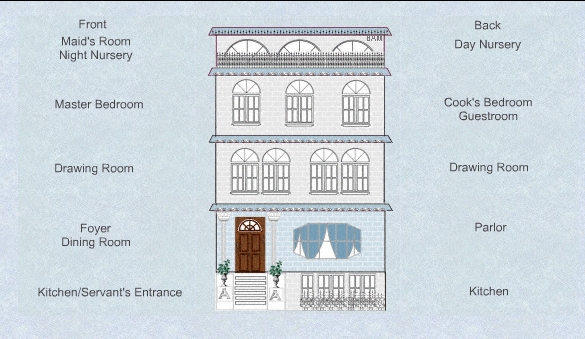 Front
Back
Maid's Room
Night Nursery
Day Nursery
BAM
Master Bedroom
Cook's Bedroom
Guestroom
Drawing Room
Drawing Room
Foyer
Dining Room
Parlor
Kitchen/Servant's Entrance
Kitchen
A
A